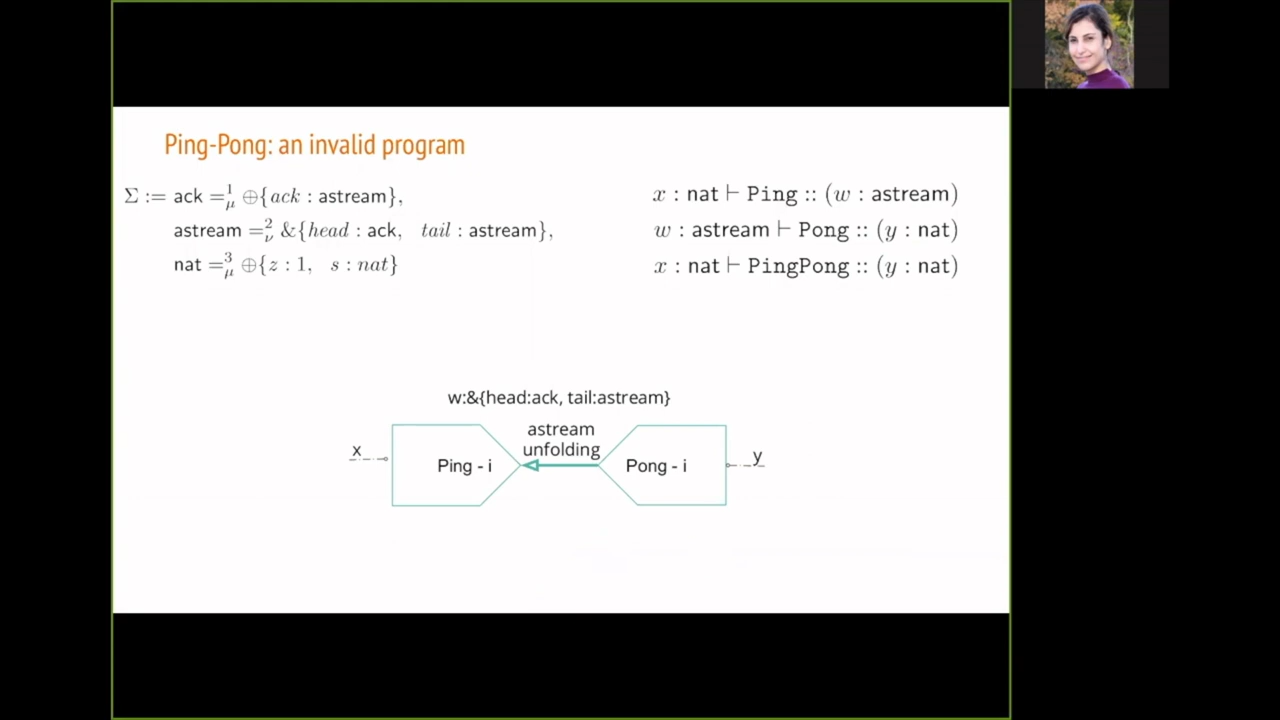 Ping-Pong: an invalid program
Σ := ack =¹_μ ⊕{ack : astream},
astream =²_ν &{head : ack, tail : astream},
nat =³_μ ⊕{z : 1, s : nat}
x : nat ⊢ Ping :: (w : astream)
w : astream ⊢ Pong :: (y : nat)
x : nat ⊢ PingPong :: (y : nat)
w:&{head:ack, tail:astream}
astream
unfolding
x
Ping - i
Pong - i
y